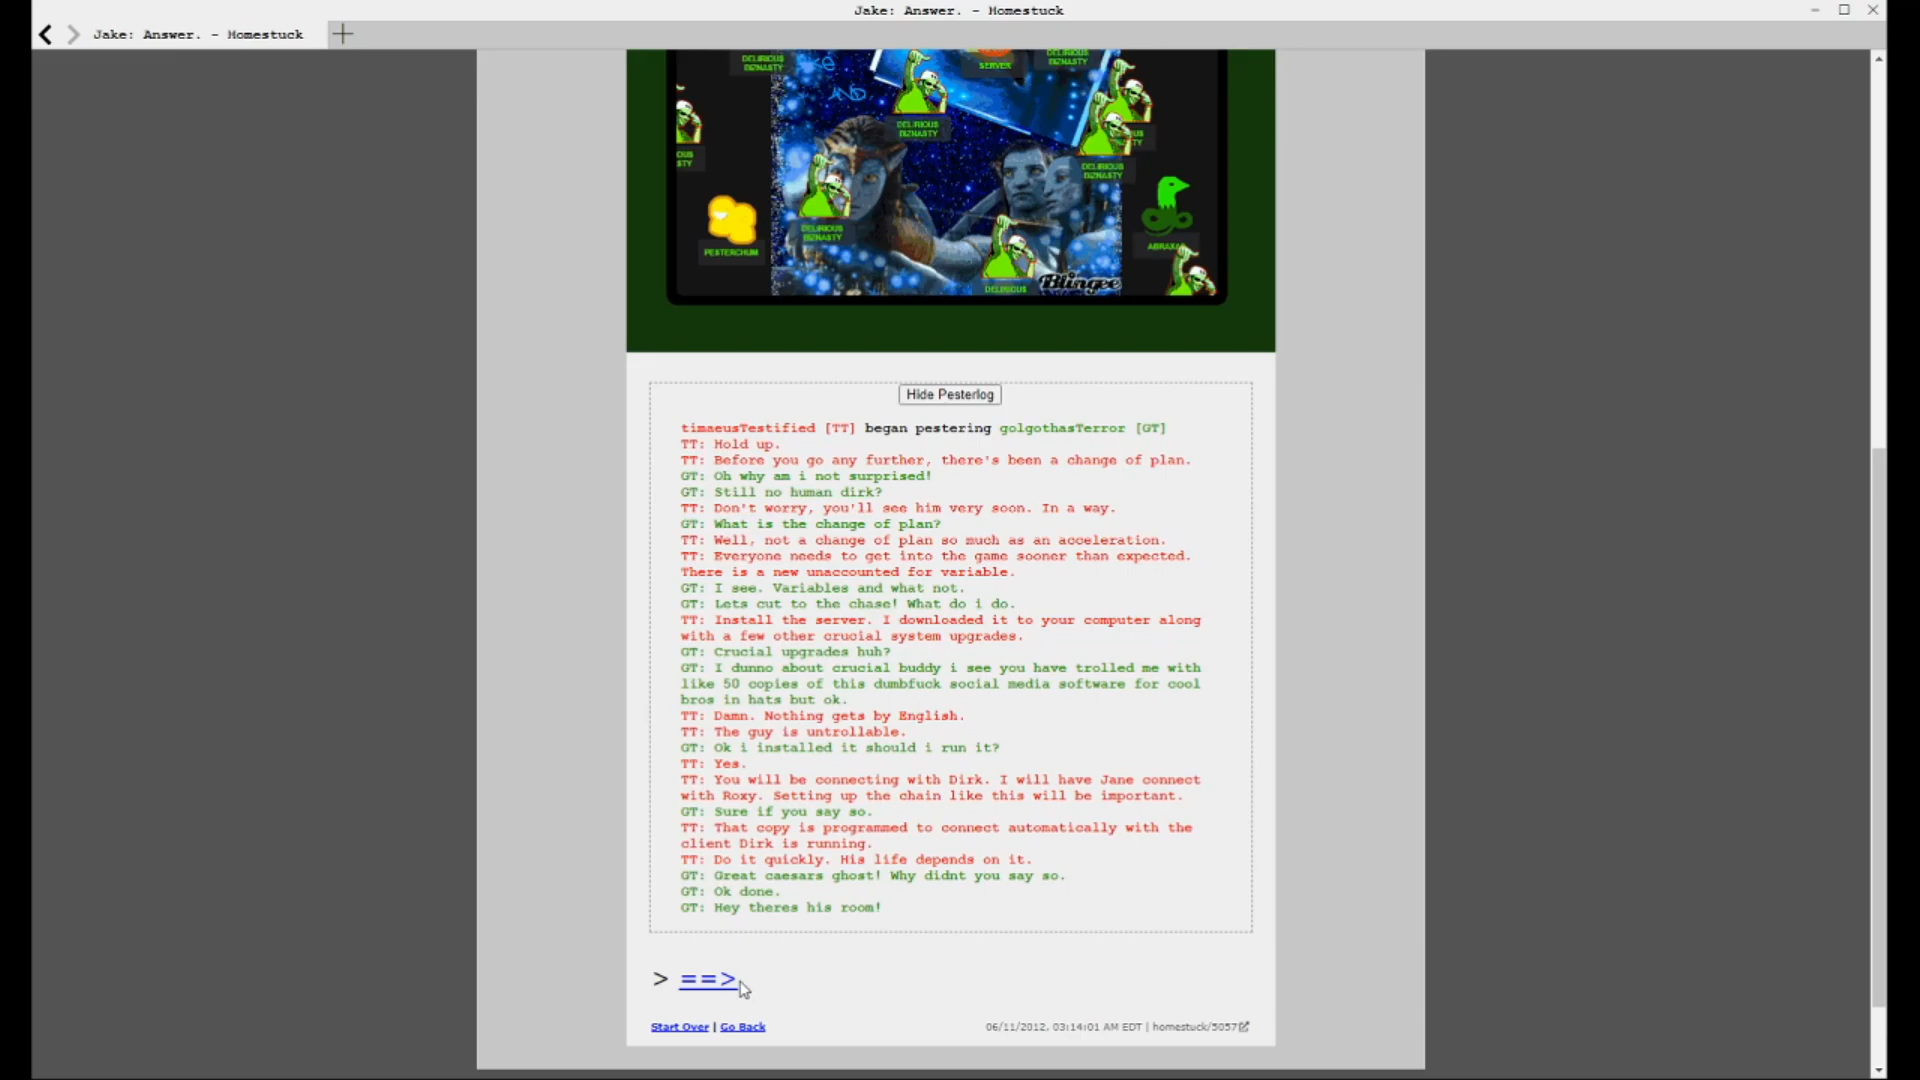 Jake: Answer. - Homestuck
Jake: Answer. - Homestuck
DELIRIOUS
BIZNASTY
SERVER
DELIRIOUS
BIZNASTY
AND
DELIRIOUS
BIZNASTY
DELIRIOUS
BIZNASTY
PESTERCHUM
DELIRIOUS
BIZNASTY
DELIRIOUS
Blingee
Hide Pesterlog
timaeusTestified [TT] began pestering golgothasTerror [GT]
TT: Hold up.
TT: Before you go any further, there's been a change of plan.
GT: Oh why am i not surprised!
GT: Still no human dirk?
TT: Don't worry, you'll see him very soon. In a way.
GT: What is the change of plan?
TT: Well, not a change of plan so much as an acceleration.
TT: Everyone needs to get into the game sooner than expected.
There is a new unaccounted for variable.
GT: I see. Variables and what not.
GT: Lets cut to the chase! What do i do.
TT: Install the server. I downloaded it to your computer along
with a few other crucial system upgrades.
GT: Crucial upgrades huh?
GT: I dunno about crucial buddy i see you have trolled me with
like 50 copies of this dumbfuck social media software for cool
bros in hats but ok.
TT: Damn. Nothing gets by English.
TT: The guy is untrollable.
GT: Ok i installed it should i run it?
TT: Yes.
TT: You will be connecting with Dirk. I will have Jane connect
with Roxy. Setting up the chain like this will be important.
GT: Sure if you say so.
TT: That copy is programmed to connect automatically with the
client Dirk is running.
TT: Do it quickly. His life depends on it.
GT: Great caesars ghost! Why didnt you say so.
GT: Ok done.
GT: Hey theres his room!
> ==>
Start Over | Go Back
06/11/2012, 03:14:01 AM EDT | homestuck/5057